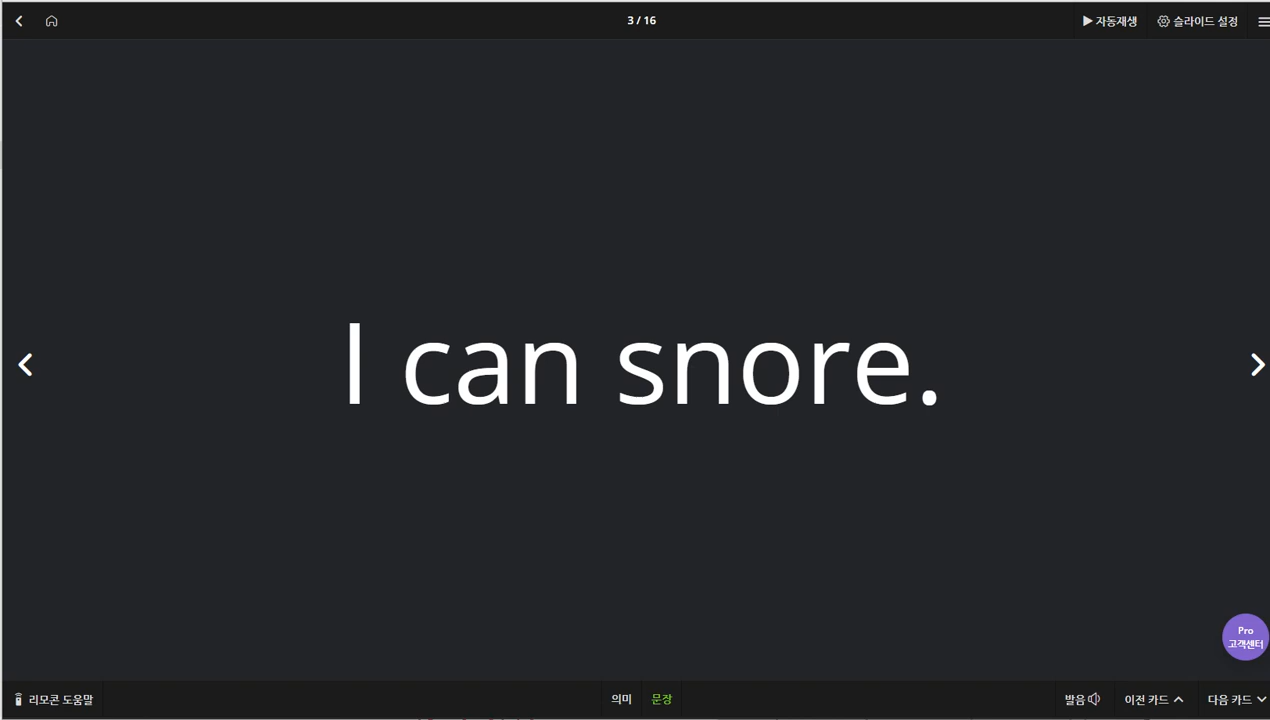 3 / 16
자동재생
슬라이드 설정
I can snore.
Pro
고객센터
리모콘 도움말
의미
문장
발음
이전 카드
다음 카드